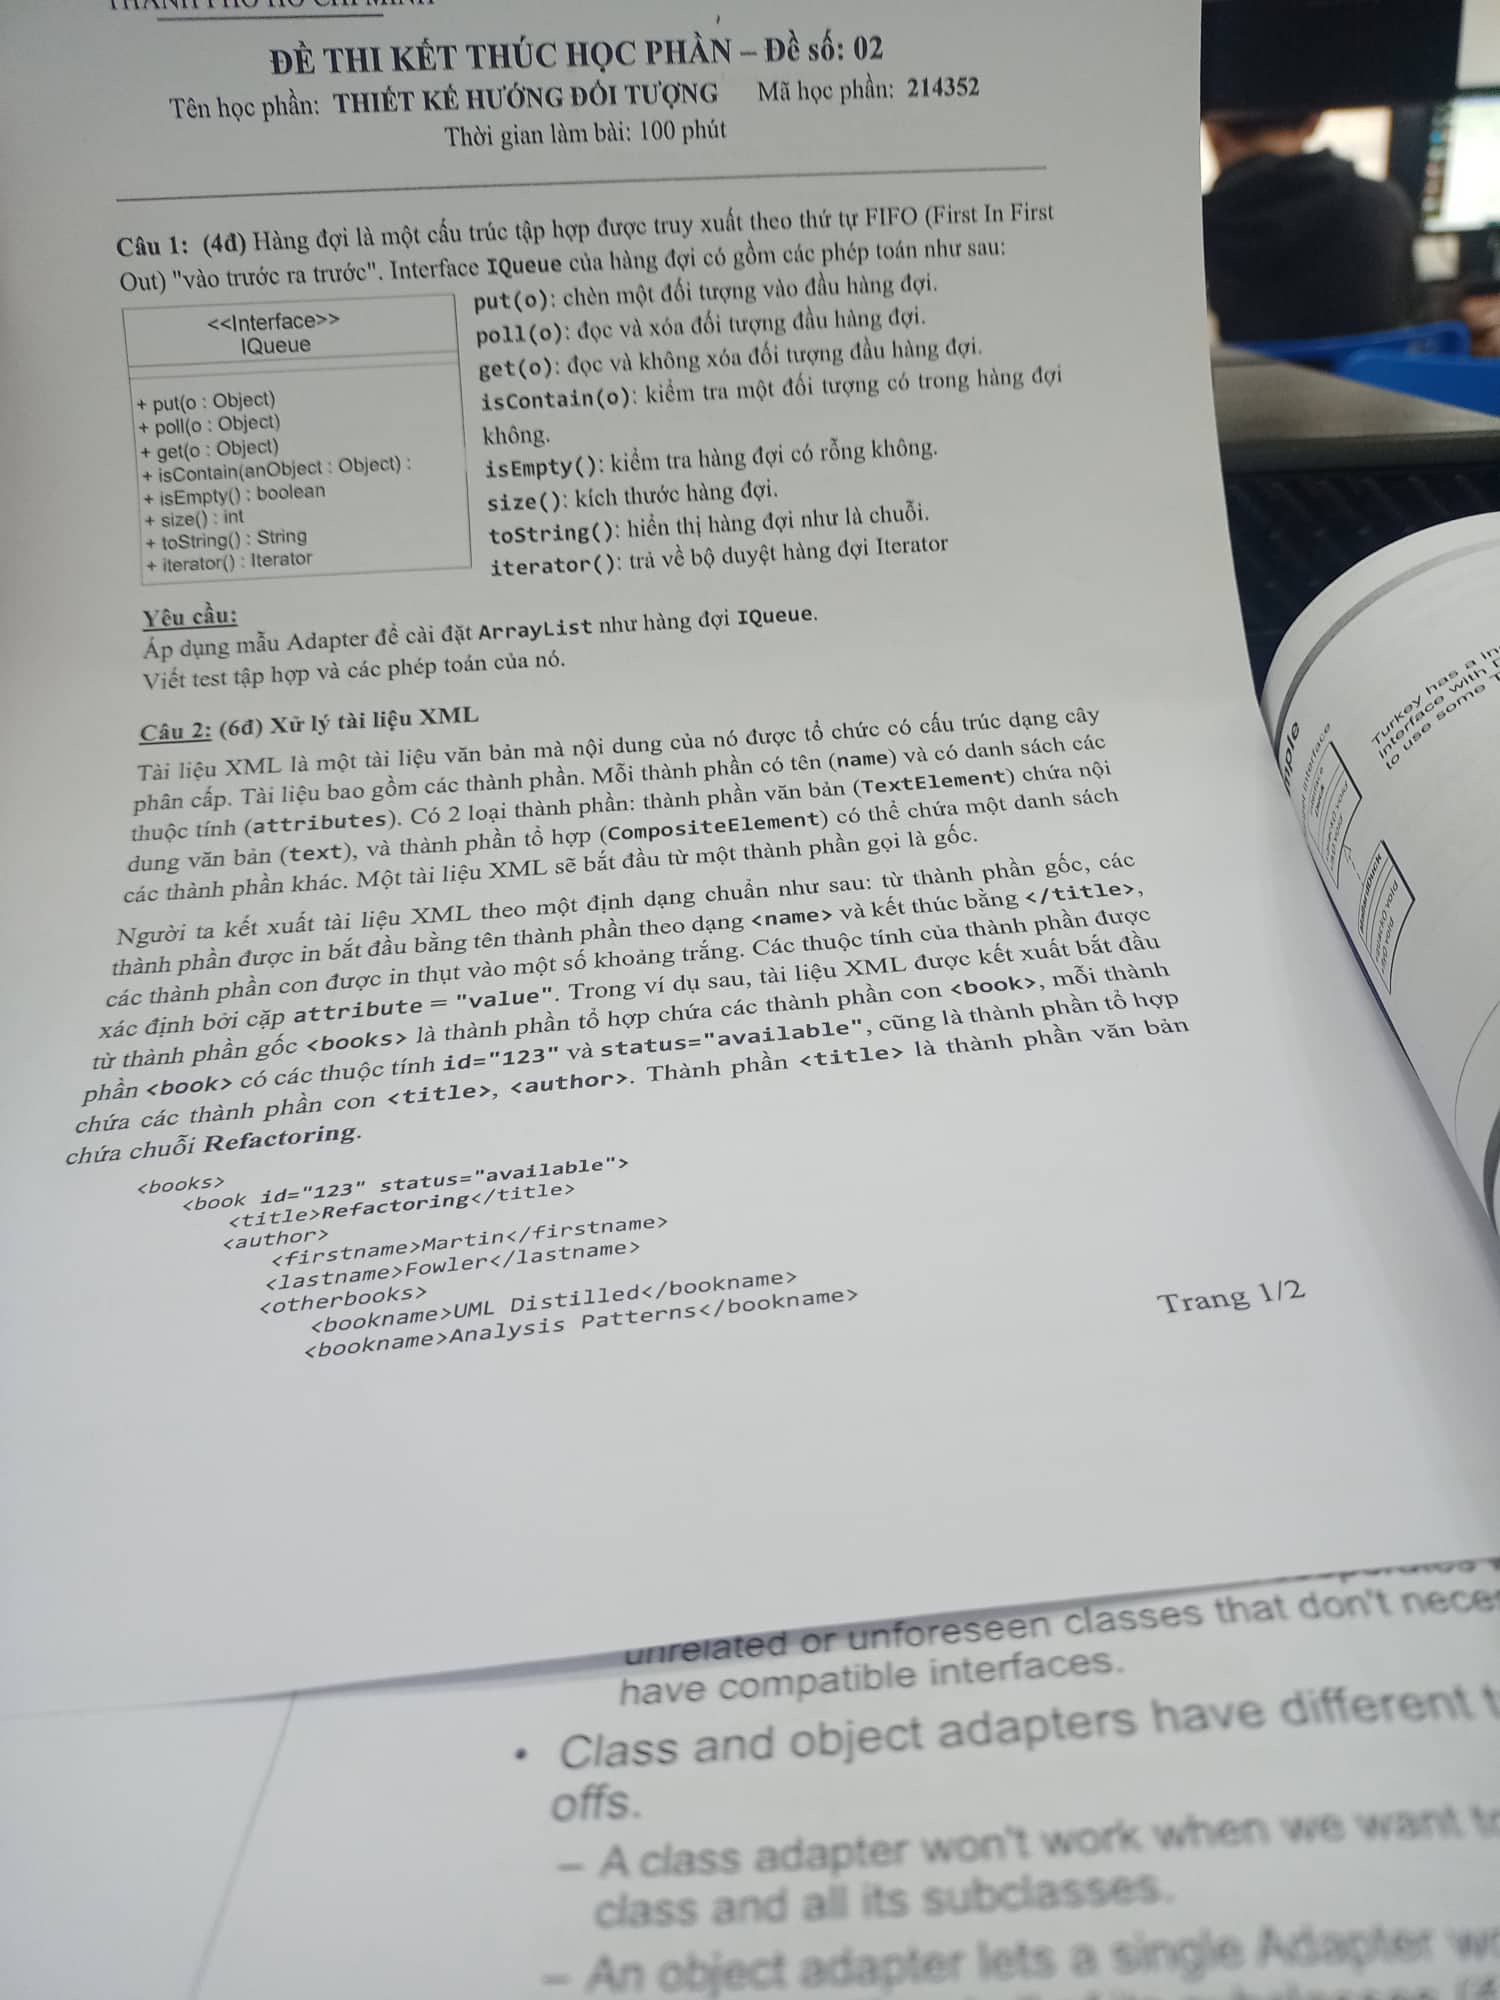 ĐỀ THI KẾT THÚC HỌC PHẦN – Đề số: 02
Tên học phần: THIẾT KẾ HƯỚNG ĐỐI TƯỢNG Mã học phần: 214352
Thời gian làm bài: 100 phút
Câu 1: (4đ) Hàng đợi là một cấu trúc tập hợp được truy xuất theo thứ tự FIFO (First In First
Out) "vào trước ra trước". Interface IQueue của hàng đợi có gồm các phép toán như sau:
<<Interface>>
IQueue
+ put(o : Object)
+ poll(o : Object)
+ get(o : Object)
+ isContain(anObject : Object) :
+ isEmpty() : boolean
+ size() : int
+ toString() : String
+ iterator() : Iterator
put(o): chèn một đối tượng vào đầu hàng đợi.
poll(o): đọc và xóa đối tượng đầu hàng đợi.
get(o): đọc và không xóa đối tượng đầu hàng đợi.
isContain(o): kiểm tra một đối tượng có trong hàng đợi
không.
isEmpty(): kiểm tra hàng đợi có rỗng không.
size(): kích thước hàng đợi.
toString(): hiển thị hàng đợi như là chuỗi.
iterator(): trả về bộ duyệt hàng đợi Iterator
Yêu cầu:
Áp dụng mẫu Adapter để cài đặt ArrayList như hàng đợi IQueue.
Viết test tập hợp và các phép toán của nó.
Câu 2: (6đ) Xử lý tài liệu XML
Tài liệu XML là một tài liệu văn bản mà nội dung của nó được tổ chức có cấu trúc dạng cây
phân cấp. Tài liệu bao gồm các thành phần. Mỗi thành phần có tên (name) và có danh sách các
thuộc tính (attributes). Có 2 loại thành phần: thành phần văn bản (TextElement) chứa nội
dung văn bản (text), và thành phần tổ hợp (CompositeElement) có thể chứa một danh sách
các thành phần khác. Một tài liệu XML sẽ bắt đầu từ một thành phần gọi là gốc.
Người ta kết xuất tài liệu XML theo một định dạng chuẩn như sau: từ thành phần gốc, các
thành phần được in bắt đầu bằng tên thành phần theo dạng <name> và kết thúc bằng </title>,
các thành phần con được in thụt vào một số khoảng trắng. Các thuộc tính của thành phần được
xác định bởi cặp attribute = "value". Trong ví dụ sau, tài liệu XML được kết xuất bắt đầu
từ thành phần gốc <books> là thành phần tổ hợp chứa các thành phần con <book>, mỗi thành
phần <book> có các thuộc tính id="123" và status="available", cũng là thành phần tổ hợp
chứa các thành phần con <title>, <author>. Thành phần <title> là thành phần văn bản
chứa chuỗi Refactoring.
<books>
<book id="123" status="available">
<title>Refactoring</title>
<author>
<firstname>Martin</firstname>
<lastname>Fowler</lastname>
<otherbooks>
<bookname>UML Distilled</bookname>
<bookname>Analysis Patterns</bookname>
Trang 1/2
Turkey has a in
interface with
to use some
unrelated or unforeseen classes that don't nece
have compatible interfaces.
• Class and object adapters have different t
offs.
– A class adapter won't work when we want to
class and all its subclasses.
– An object adapter lets a single Adapter wo